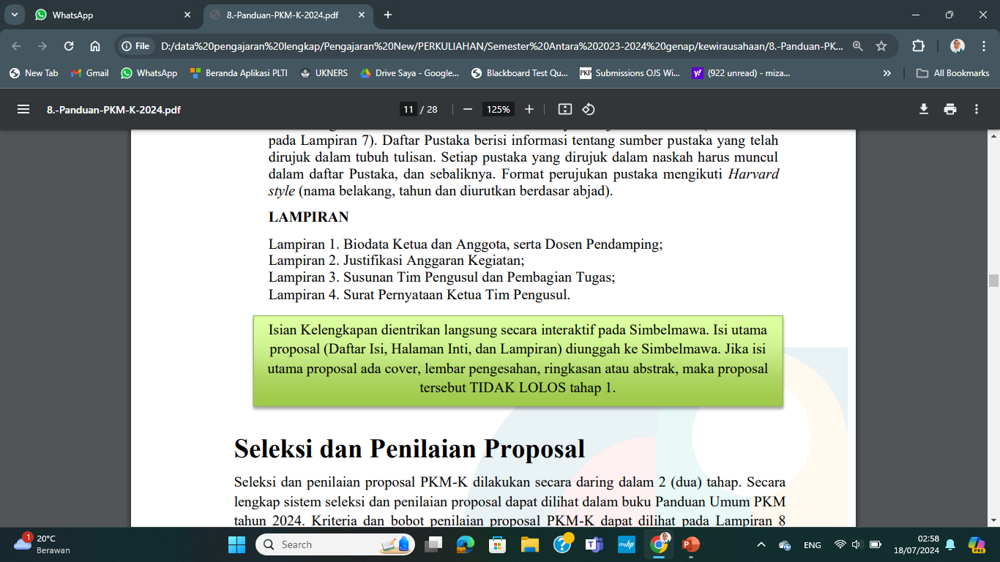 WhatsApp
8.-Panduan-PKM-K-2024.pdf
File
D:/data%20pengajaran%20lengkap/Pengajaran%20New/PERKULIAHAN/Semester%20Antara%202023-2024%20genap/kewirausahaan/8.-Panduan-PK...
New Tab
Gmail
WhatsApp
Beranda Aplikasi PLTI
UKNERS
Drive Saya - Google...
Blackboard Test Qu...
PKP
Submissions OJS Wi...
(922 unread) - miza...
All Bookmarks
8.-Panduan-PKM-K-2024.pdf
11 / 28
125%
pada Lampiran 7). Daftar Pustaka berisi informasi tentang sumber pustaka yang telah
dirujuk dalam tubuh tulisan. Setiap pustaka yang dirujuk dalam naskah harus muncul
dalam daftar Pustaka, dan sebaliknya. Format perujukan pustaka mengikuti Harvard
style (nama belakang, tahun dan diurutkan berdasar abjad).
LAMPIRAN
Lampiran 1. Biodata Ketua dan Anggota, serta Dosen Pendamping;
Lampiran 2. Justifikasi Anggaran Kegiatan;
Lampiran 3. Susunan Tim Pengusul dan Pembagian Tugas;
Lampiran 4. Surat Pernyataan Ketua Tim Pengusul.
Isian Kelengkapan dientrikan langsung secara interaktif pada Simbelmawa. Isi utama
proposal (Daftar Isi, Halaman Inti, dan Lampiran) diunggah ke Simbelmawa. Jika isi
utama proposal ada cover, lembar pengesahan, ringkasan atau abstrak, maka proposal
tersebut TIDAK LOLOS tahap 1.
Seleksi dan Penilaian Proposal
Seleksi dan penilaian proposal PKM-K dilakukan secara daring dalam 2 (dua) tahap. Secara
lengkap sistem seleksi dan penilaian proposal dapat dilihat dalam buku Panduan Umum PKM
tahun 2024. Kriteria dan bobot penilaian proposal PKM-K dapat dilihat pada Lampiran 8
1
20°C
Berawan
Search
myhp
PRE
ENG
02:58
18/07/2024